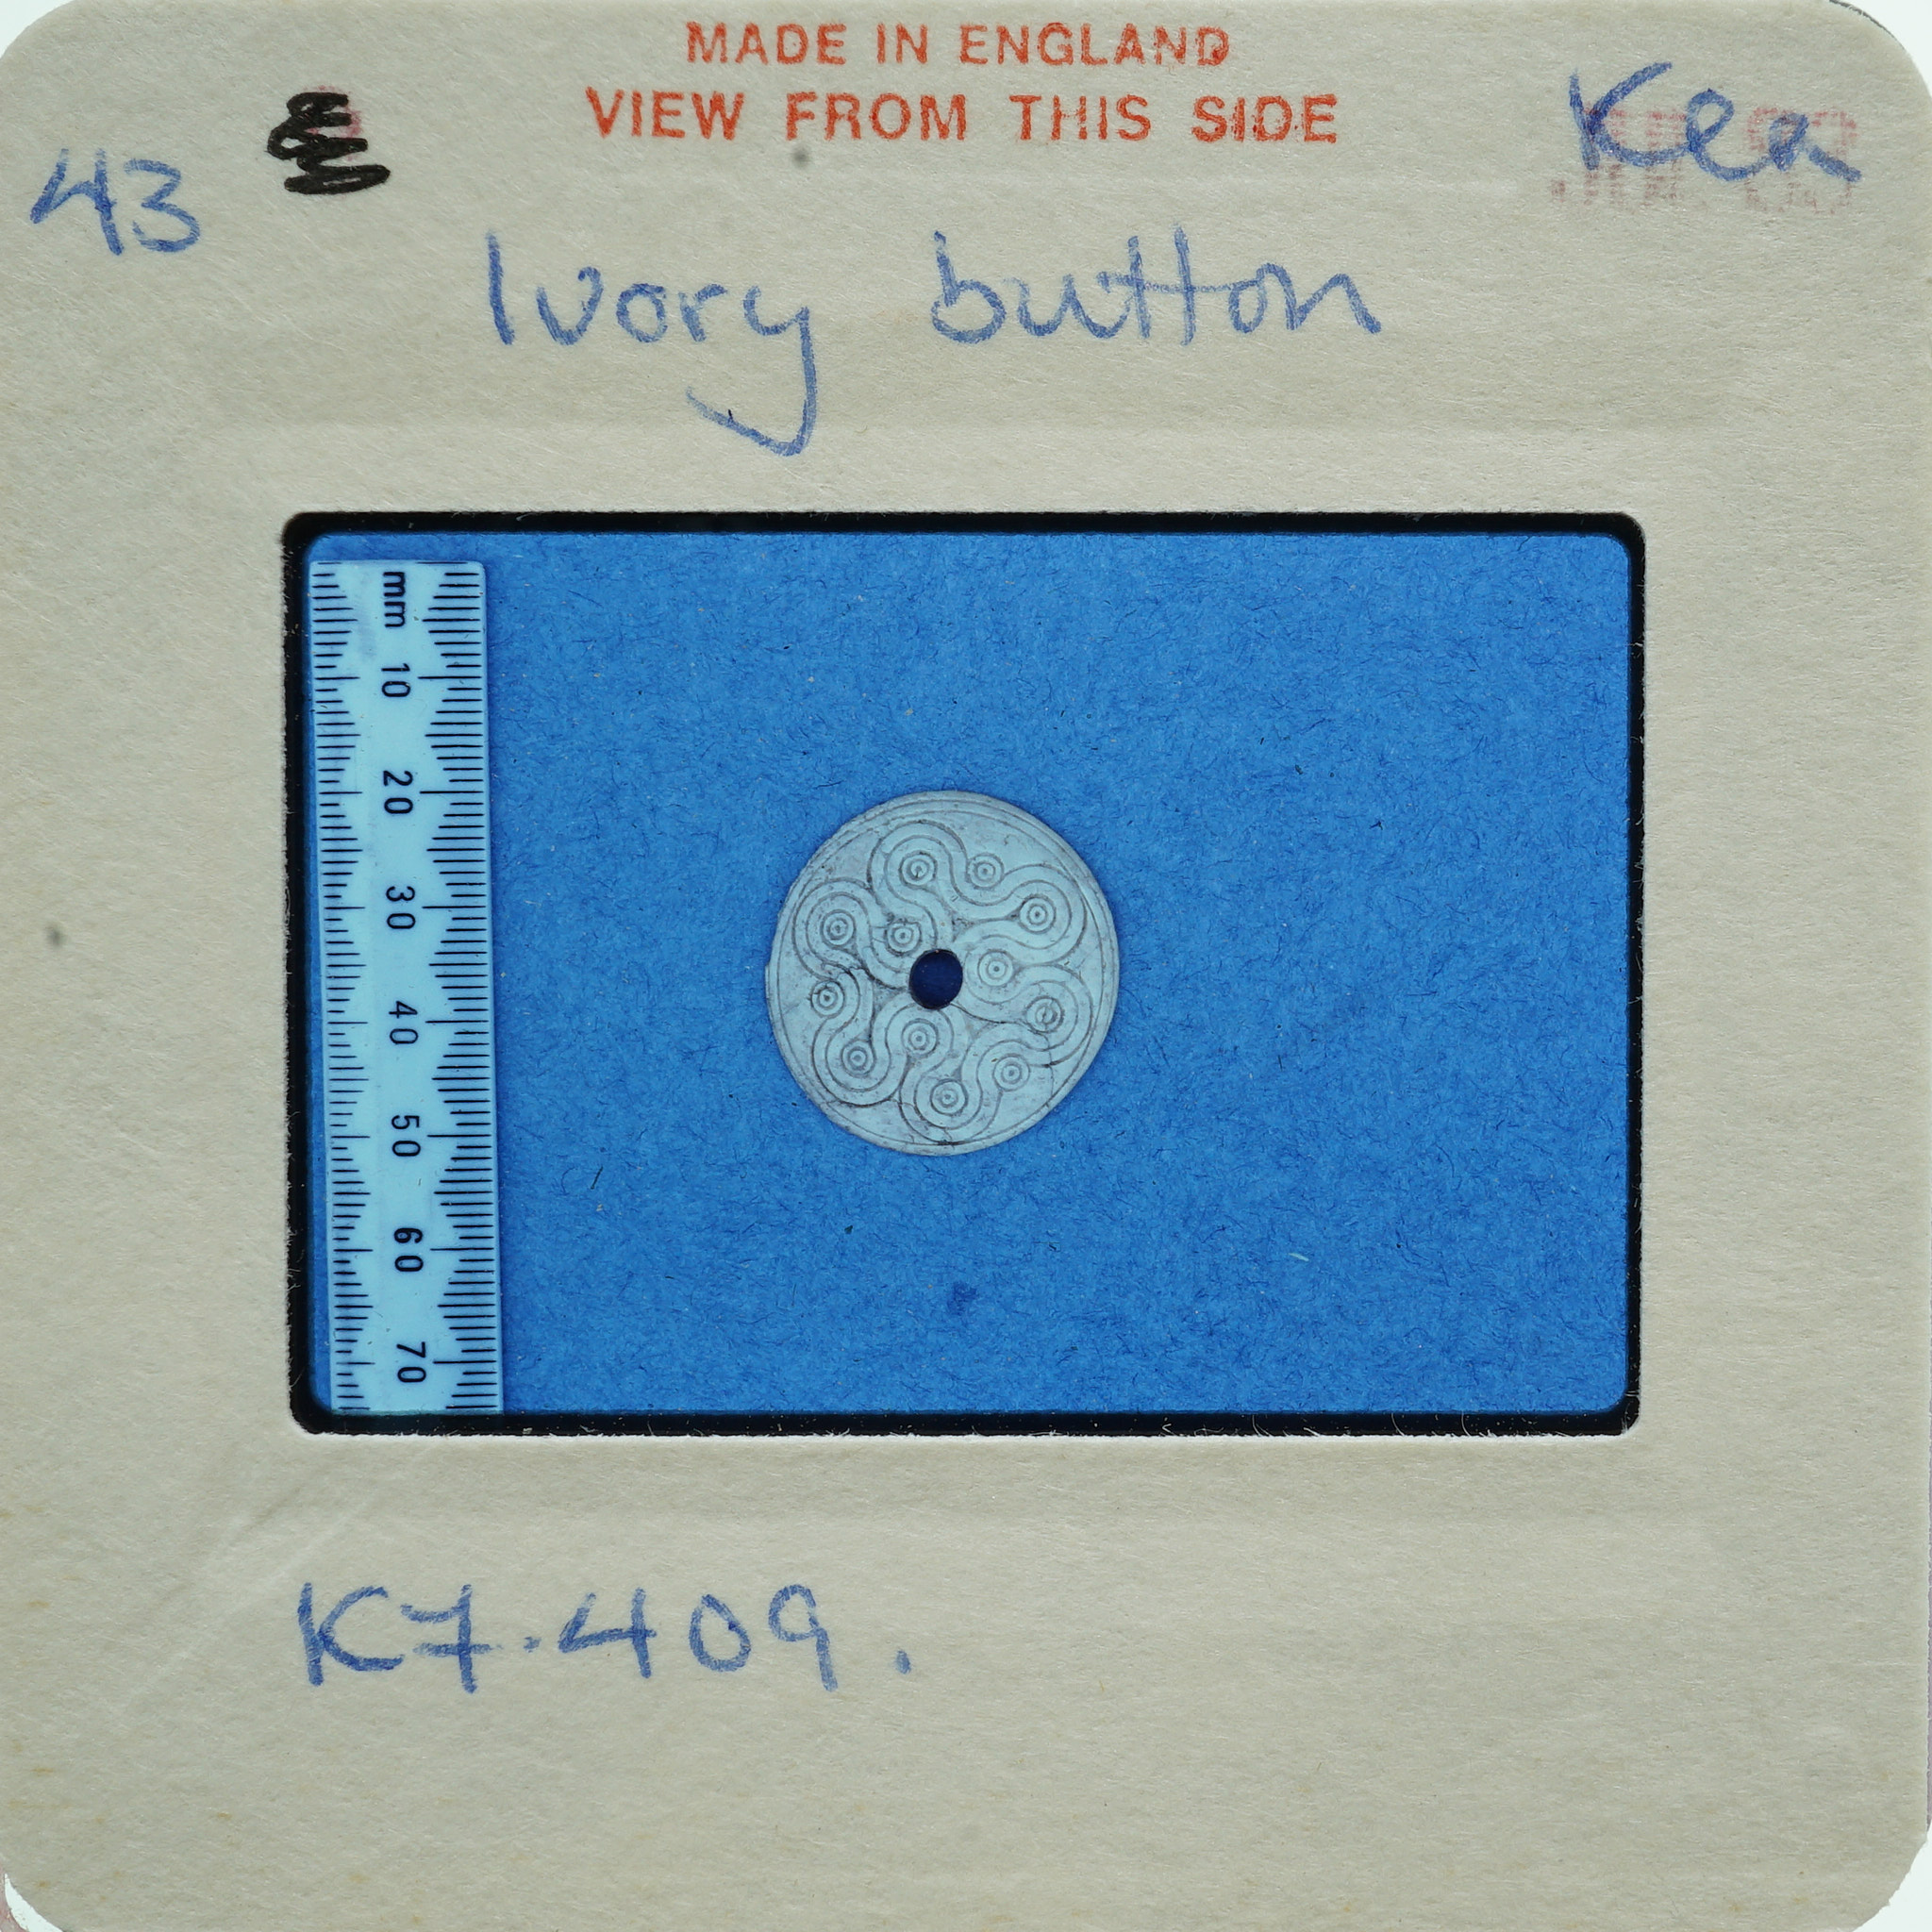 MADE IN ENGLAND
VIEW FROM THIS SIDE
Kea
43
Ivory button
mm
10
20
30
40
50
60
70
K7.409.